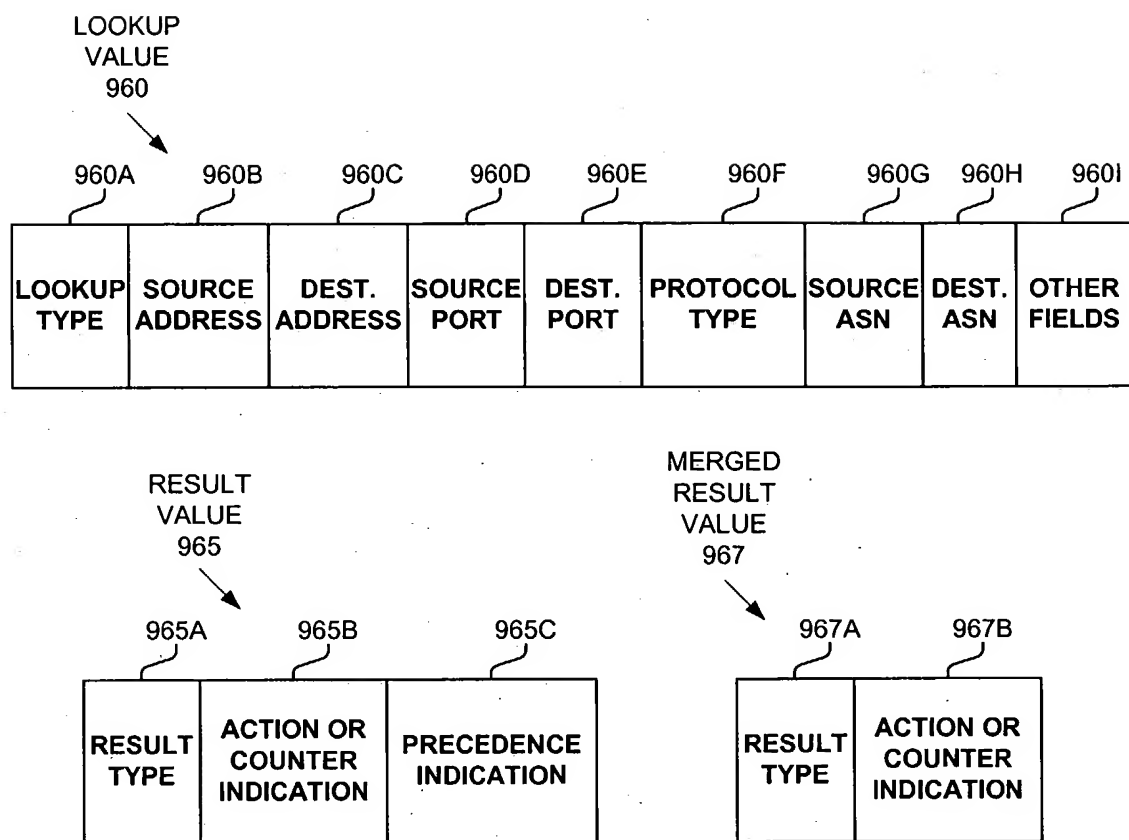 LOOKUP
VALUE
960
960A 960B 960C 960D 960E 960F 960G 960H 960I
LOOKUP
TYPE
SOURCE
ADDRESS
DEST.
ADDRESS
SOURCE
PORT
DEST.
PORT
PROTOCOL
TYPE
SOURCE
ASN
DEST.
ASN
OTHER
FIELDS
RESULT
VALUE
965
965A 965B 965C
RESULT
TYPE
ACTION OR
COUNTER
INDICATION
PRECEDENCE
INDICATION
MERGED
RESULT
VALUE
967
967A 967B
RESULT
TYPE
ACTION OR
COUNTER
INDICATION